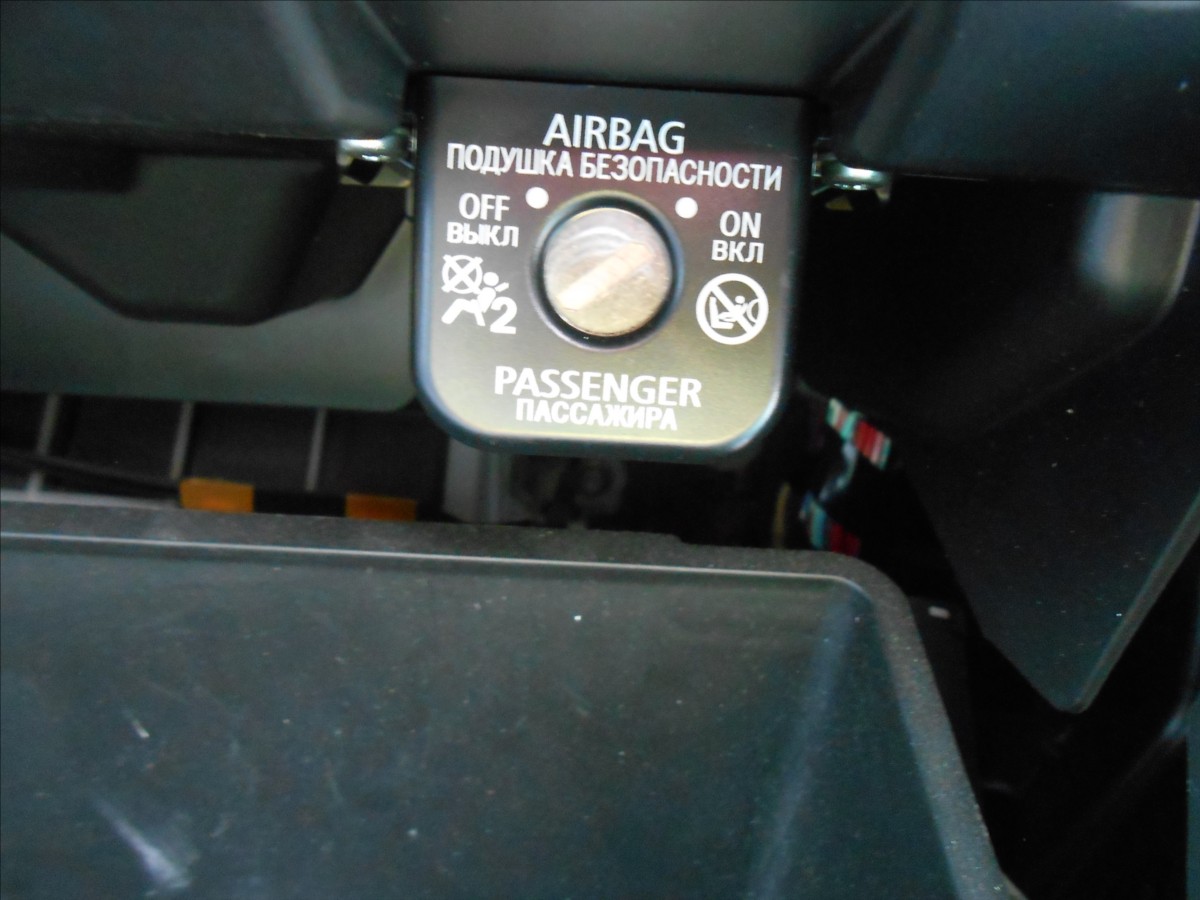 AIRBAG
ПОДУШКА БЕЗОПАСНОСТИ
OFF
ВЫКЛ
ON
ВКЛ
2
PASSENGER
ПАССАЖИРА